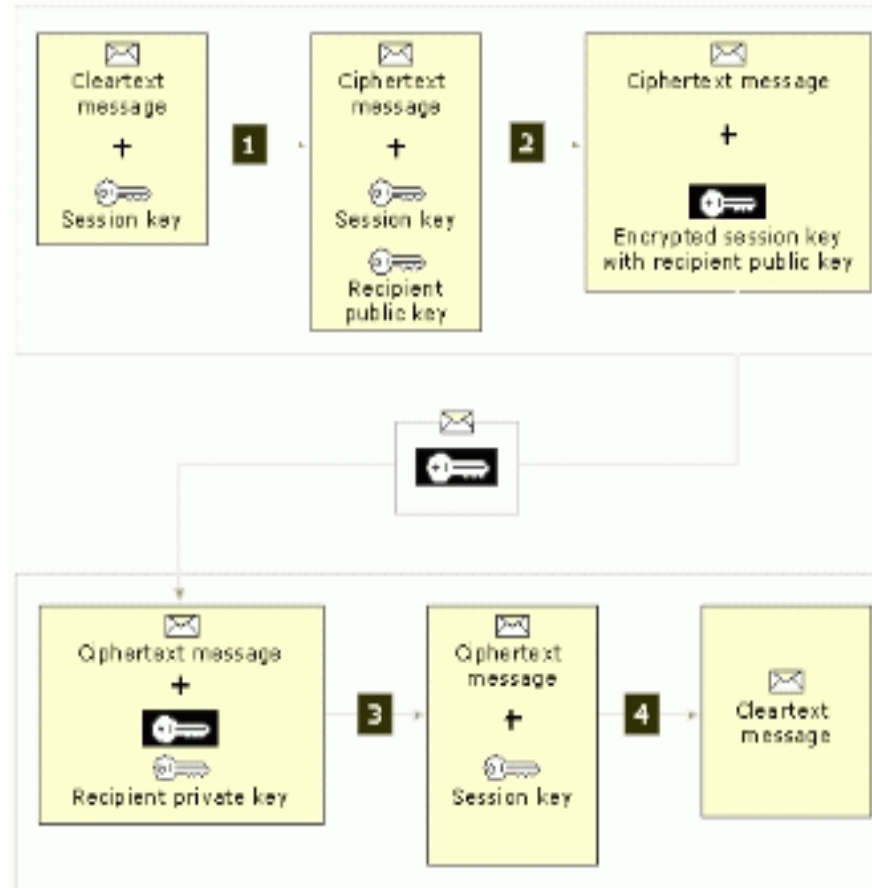 Cleartext
message
+
Session key
1
Ciphertext
message
+
Session key
Recipient
public key
2
Ciphertext message
+
Encrypted session key
with recipient public key
Ciphertext message
+
Recipient private key
3
Ciphertext
message
+
Session key
4
Cleartext
message